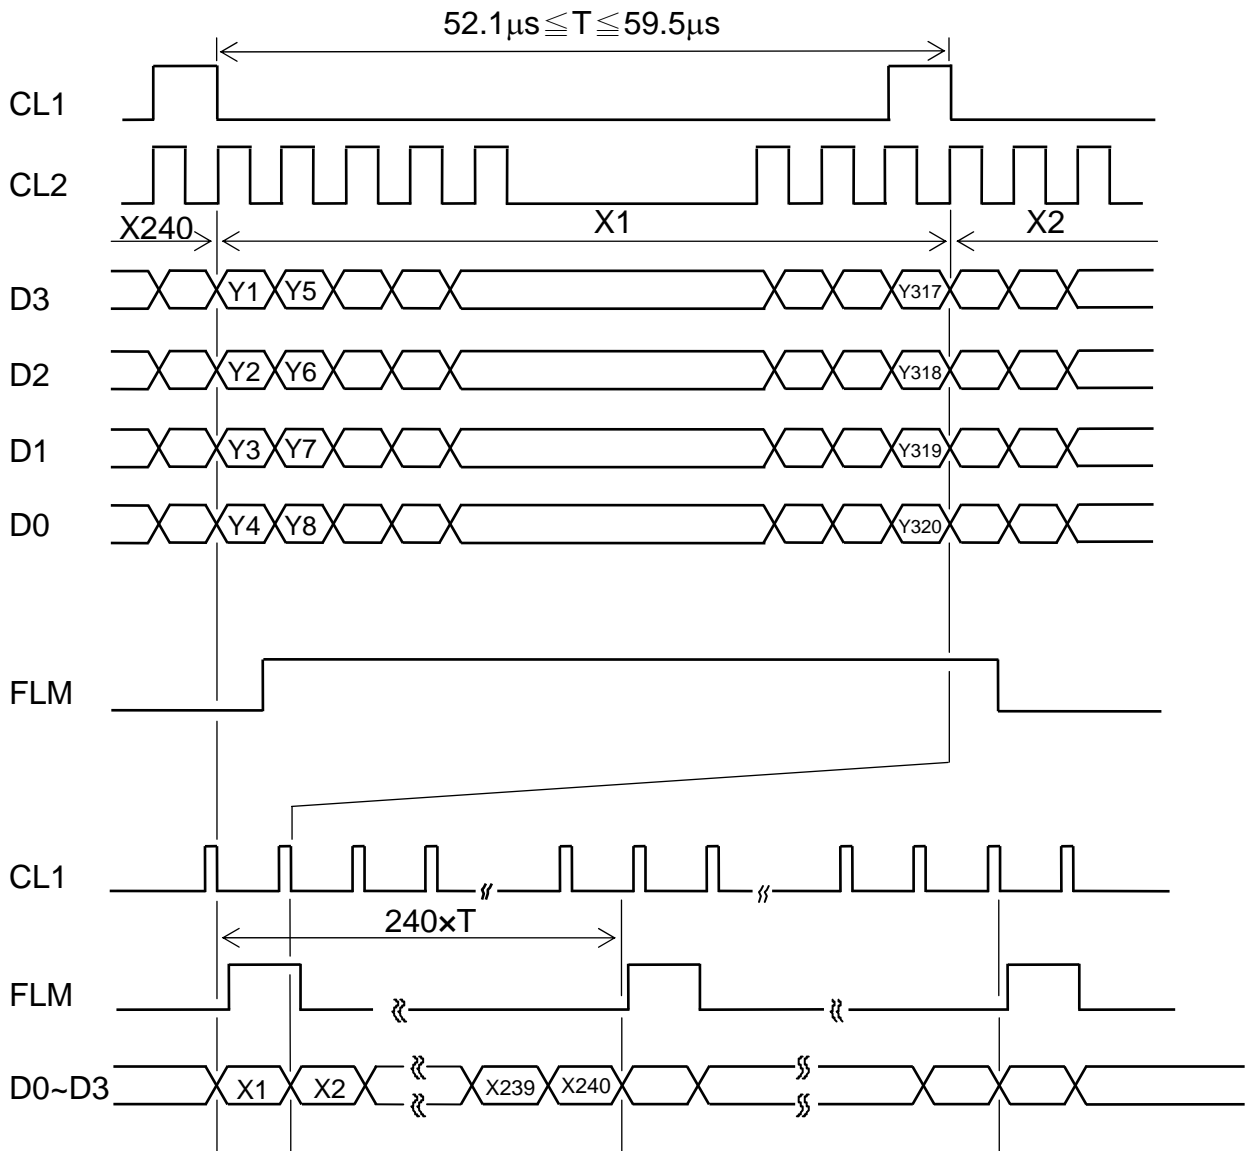 52.1μs≦T≦59.5μs
CL1
CL2
X240 X1 X2
D3 Y1 Y5 Y317
D2 Y2 Y6 Y318
D1 Y3 Y7 Y319
D0 Y4 Y8 Y320
FLM
CL1
240×T
FLM
D0~D3 X1 X2 X239 X240